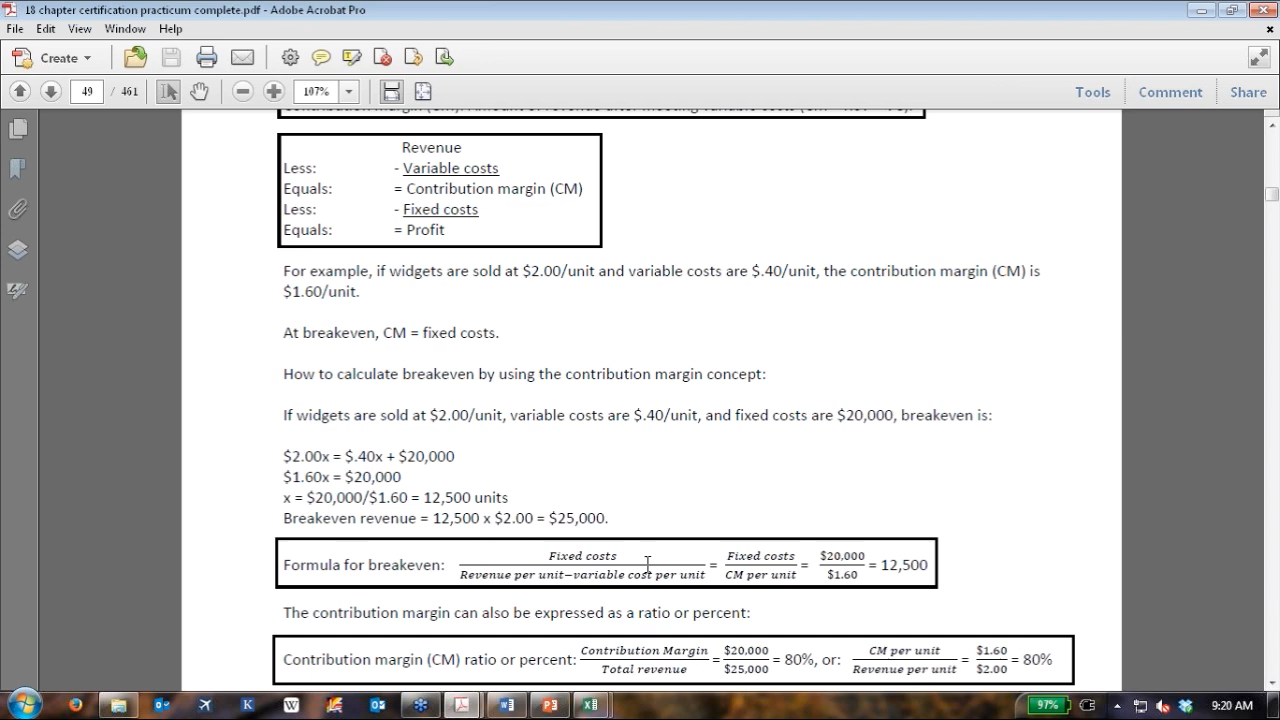 18 chapter certification practicum complete.pdf - Adobe Acrobat Pro
File Edit View Window Help
Create
49 / 461 107% Tools Comment Share
Revenue
Less: - Variable costs
Equals: = Contribution margin (CM)
Less: - Fixed costs
Equals: = Profit
For example, if widgets are sold at $2.00/unit and variable costs are $.40/unit, the contribution margin (CM) is
$1.60/unit.
At breakeven, CM = fixed costs.
How to calculate breakeven by using the contribution margin concept:
If widgets are sold at $2.00/unit, variable costs are $.40/unit, and fixed costs are $20,000, breakeven is:
$2.00x = $.40x + $20,000
$1.60x = $20,000
x = $20,000/$1.60 = 12,500 units
Breakeven revenue = 12,500 x $2.00 = $25,000.
Formula for breakeven: Fixed costs / Revenue per unit−variable cost per unit = Fixed costs / CM per unit = $20,000 / $1.60 = 12,500
The contribution margin can also be expressed as a ratio or percent:
Contribution margin (CM) ratio or percent: Contribution Margin / Total revenue = $20,000 / $25,000 = 80%, or: CM per unit / Revenue per unit = $1.60 / $2.00 = 80%
97% 9:20 AM